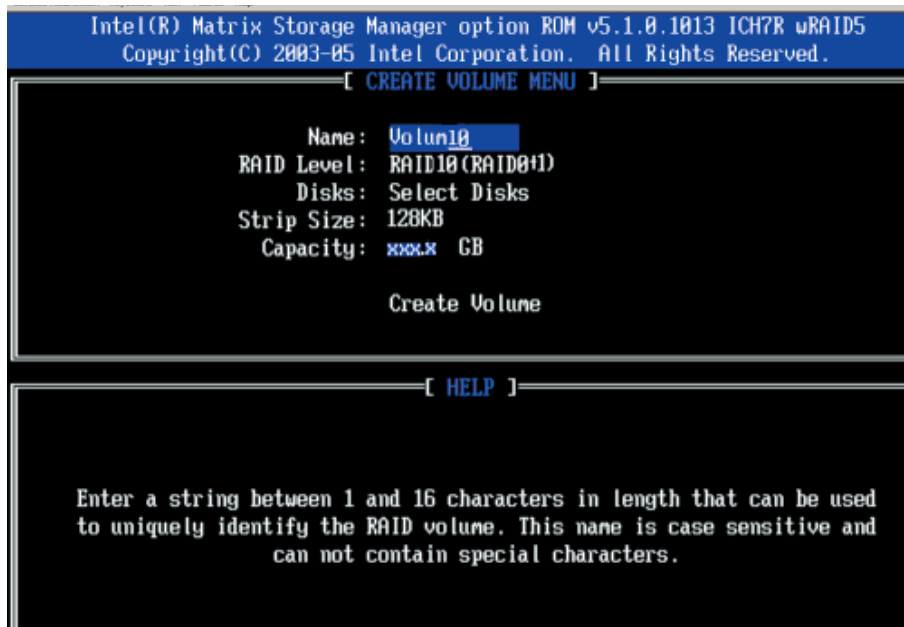 Intel(R) Matrix Storage Manager option ROM v5.1.0.1013 ICH7R wRAID5
Copyright(C) 2003-05 Intel Corporation. All Rights Reserved.
[ CREATE VOLUME MENU ]
Name: Volum10
RAID Level: RAID10(RAID0+1)
Disks: Select Disks
Strip Size: 128KB
Capacity: xxx.x GB
Create Volume
[ HELP ]
Enter a string between 1 and 16 characters in length that can be used
to uniquely identify the RAID volume. This name is case sensitive and
can not contain special characters.